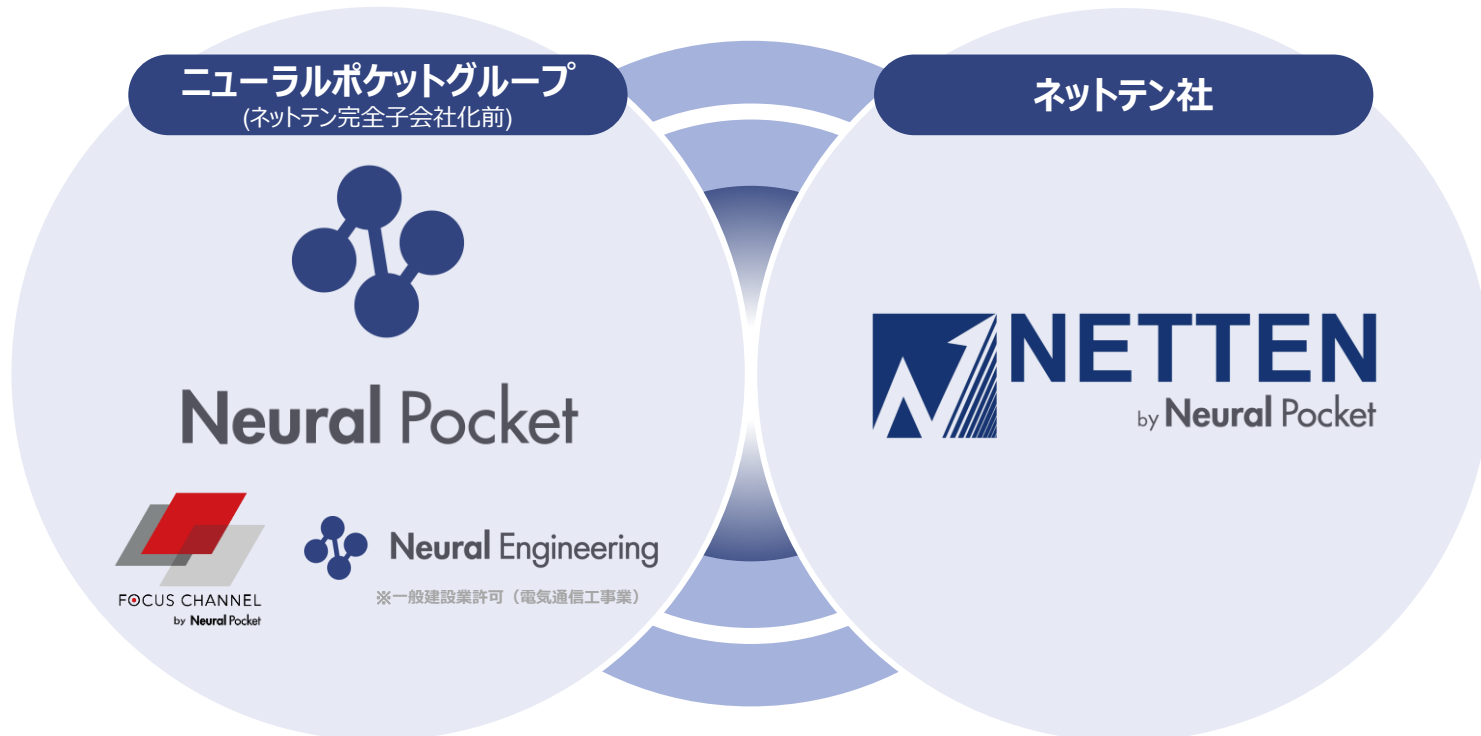 ニューラルポケットグループ
(ネットテン完全子会社化前)
Neural Pocket
FOCUS CHANNEL
by Neural Pocket
Neural Engineering
※一般建設業許可（電気通信工事業）
ネットテン社
NETTEN
by Neural Pocket